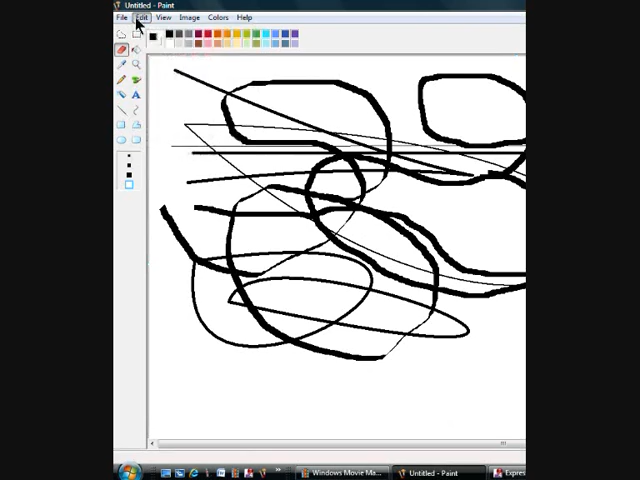 Untitled - Paint
File Edit View Image Colors Help
A
Windows Movie Ma... Untitled - Paint Expres